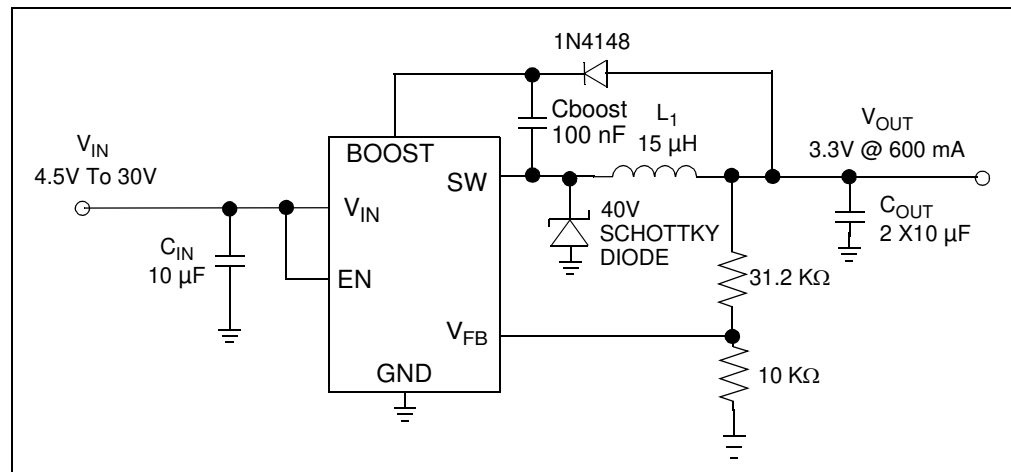 1N4148
Cboost
100 nF
L1
15 µH
VOUT
3.3V @ 600 mA
VIN
4.5V To 30V
BOOST
SW
VIN
40V
SCHOTTKY
DIODE
COUT
2 X10 µF
CIN
10 µF
EN
31.2 KΩ
VFB
GND
10 KΩ